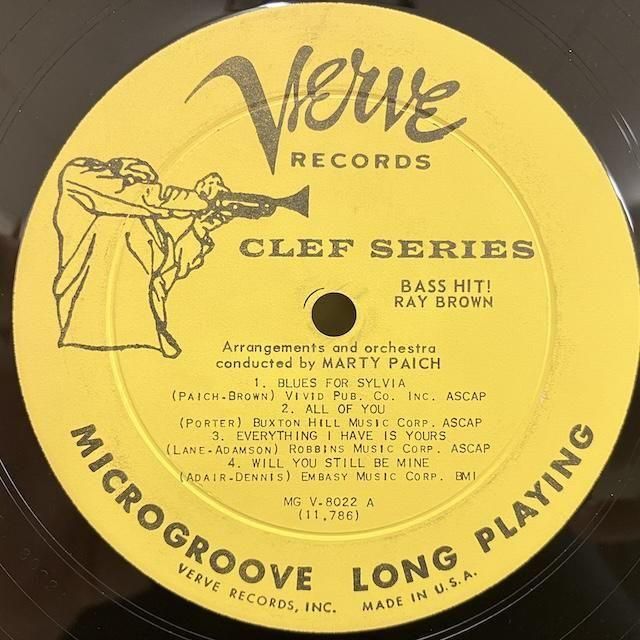 Verve
RECORDS
CLEF SERIES
BASS HIT!
RAY BROWN
Arrangements and orchestra
conducted by MARTY PAICH
1. BLUES FOR SYLVIA
(PAICH-BROWN) VIVID PUB. CO. INC. ASCAP
2. ALL OF YOU
(PORTER) BUXTON HILL MUSIC CORP. ASCAP
3. EVERYTHING I HAVE IS YOURS
(LANE-ADAMSON) ROBBINS MUSIC CORP. ASCAP
4. WILL YOU STILL BE MINE
(ADAIR-DENNIS) EMBASY MUSIC CORP. BMI
MG V-8022 A
(11,786)
MICROGROOVE LONG PLAYING
VERVE RECORDS, INC. MADE IN U.S.A.